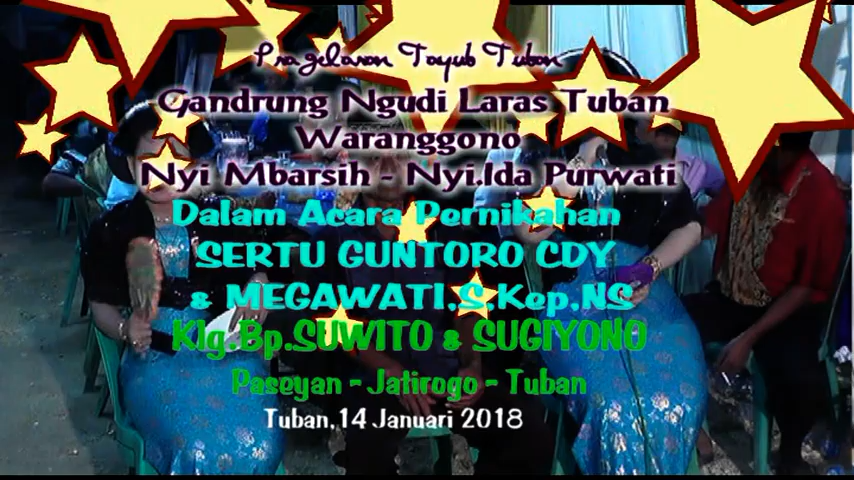 Pragelaran Tayub Tuban
Gandrung Ngudi Laras Tuban
Waranggono
Nyi Mbarsih - Nyi.Ida Purwati
Dalam Acara Pernikahan
SERTU GUNTORO CDY
& MEGAWATI.S,Kep,NS
Klg.Bp.SUWITO & SUGIYONO
Paseyan - Jatirogo - Tuban
Tuban,14 Januari 2018